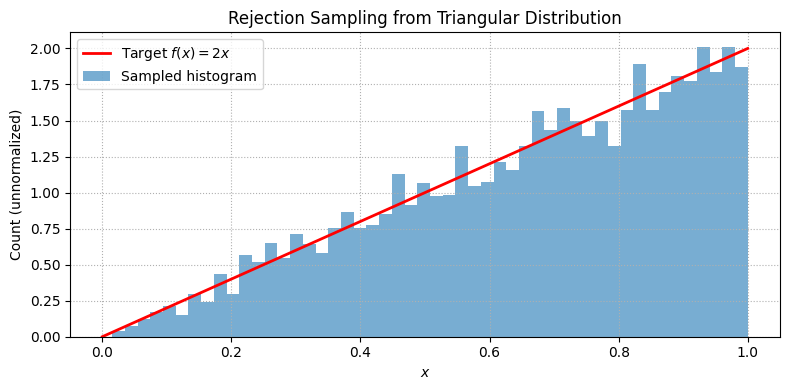 Rejection Sampling from Triangular Distribution
Target f(x) = 2x
Sampled histogram
Count (unnormalized)
2.00
1.75
1.50
1.25
1.00
0.75
0.50
0.25
0.00
0.0 0.2 0.4 0.6 0.8 1.0
x